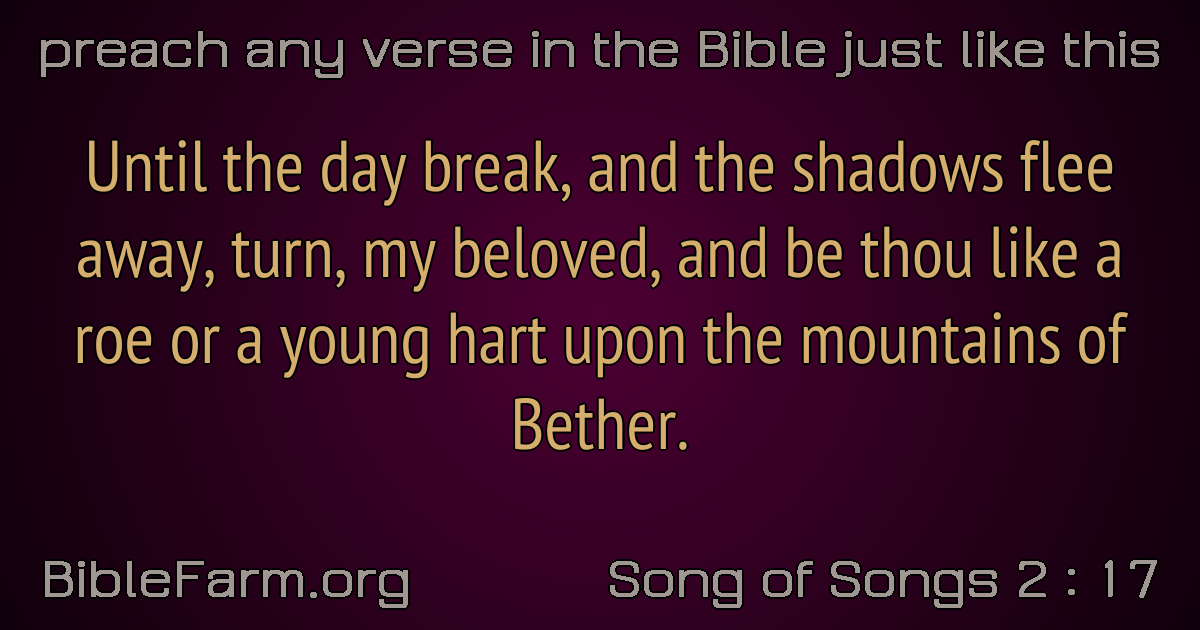 preach any verse in the Bible just like this
Until the day break, and the shadows flee
away, turn, my beloved, and be thou like a
roe or a young hart upon the mountains of
Bether.
BibleFarm.org
Song of Songs 2 : 17